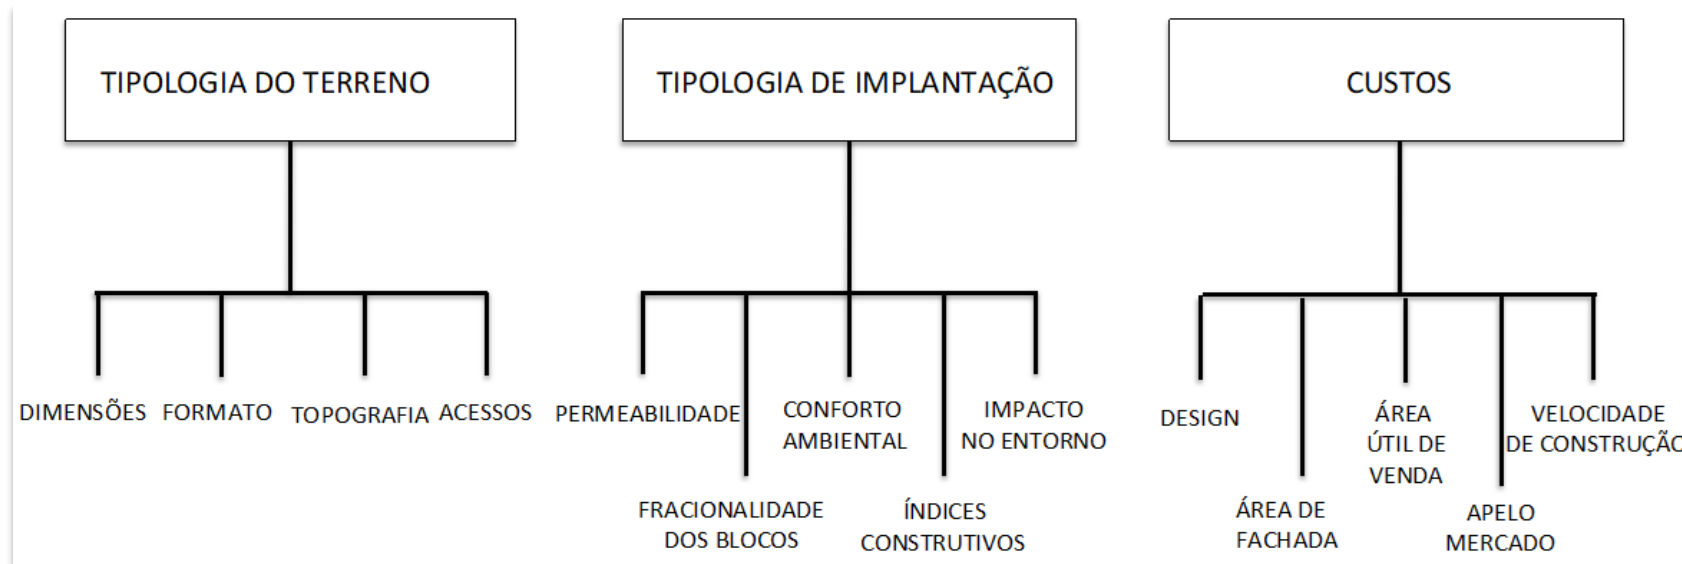 TIPOLOGIA DO TERRENO
TIPOLOGIA DE IMPLANTAÇÃO
CUSTOS
DIMENSÕES
FORMATO
TOPOGRAFIA
ACESSOS
PERMEABILIDADE
FRACIONALIDADE
DOS BLOCOS
CONFORTO
AMBIENTAL
ÍNDICES
CONSTRUTIVOS
IMPACTO
NO ENTORNO
DESIGN
ÁREA DE
FACHADA
ÁREA
ÚTIL DE
VENDA
APELO
MERCADO
VELOCIDADE
DE CONSTRUÇÃO